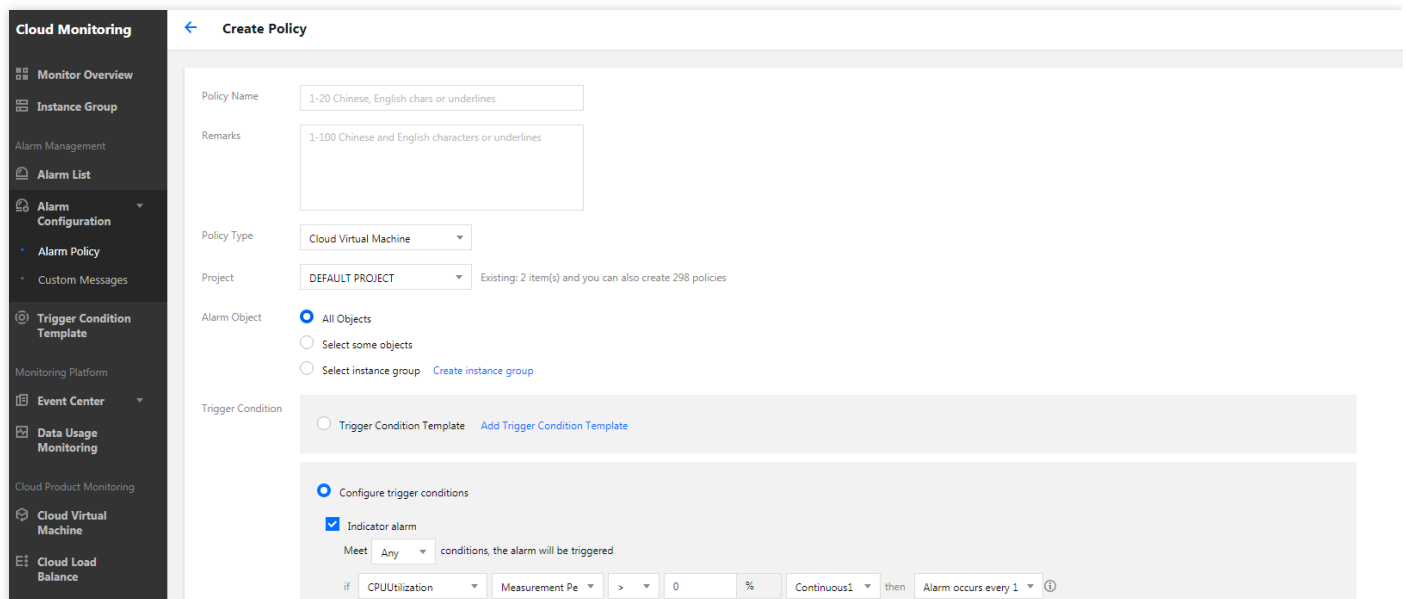 Cloud Monitoring
Create Policy
Monitor Overview
Instance Group
Alarm Management
Alarm List
Alarm
Configuration
Alarm Policy
Custom Messages
Trigger Condition
Template
Monitoring Platform
Event Center
Data Usage
Monitoring
Cloud Product Monitoring
Cloud Virtual
Machine
Cloud Load
Balance
Policy Name
1-20 Chinese, English chars or underlines
Remarks
1-100 Chinese and English characters or underlines
Policy Type
Cloud Virtual Machine
Project
DEFAULT PROJECT
Existing: 2 item(s) and you can also create 298 policies
Alarm Object
All Objects
Select some objects
Select instance group Create instance group
Trigger Condition
Trigger Condition Template Add Trigger Condition Template
Configure trigger conditions
Indicator alarm
Meet Any conditions, the alarm will be triggered
if CPUUtilization Measurement Pe > 0 % Continuous1 then Alarm occurs every 1